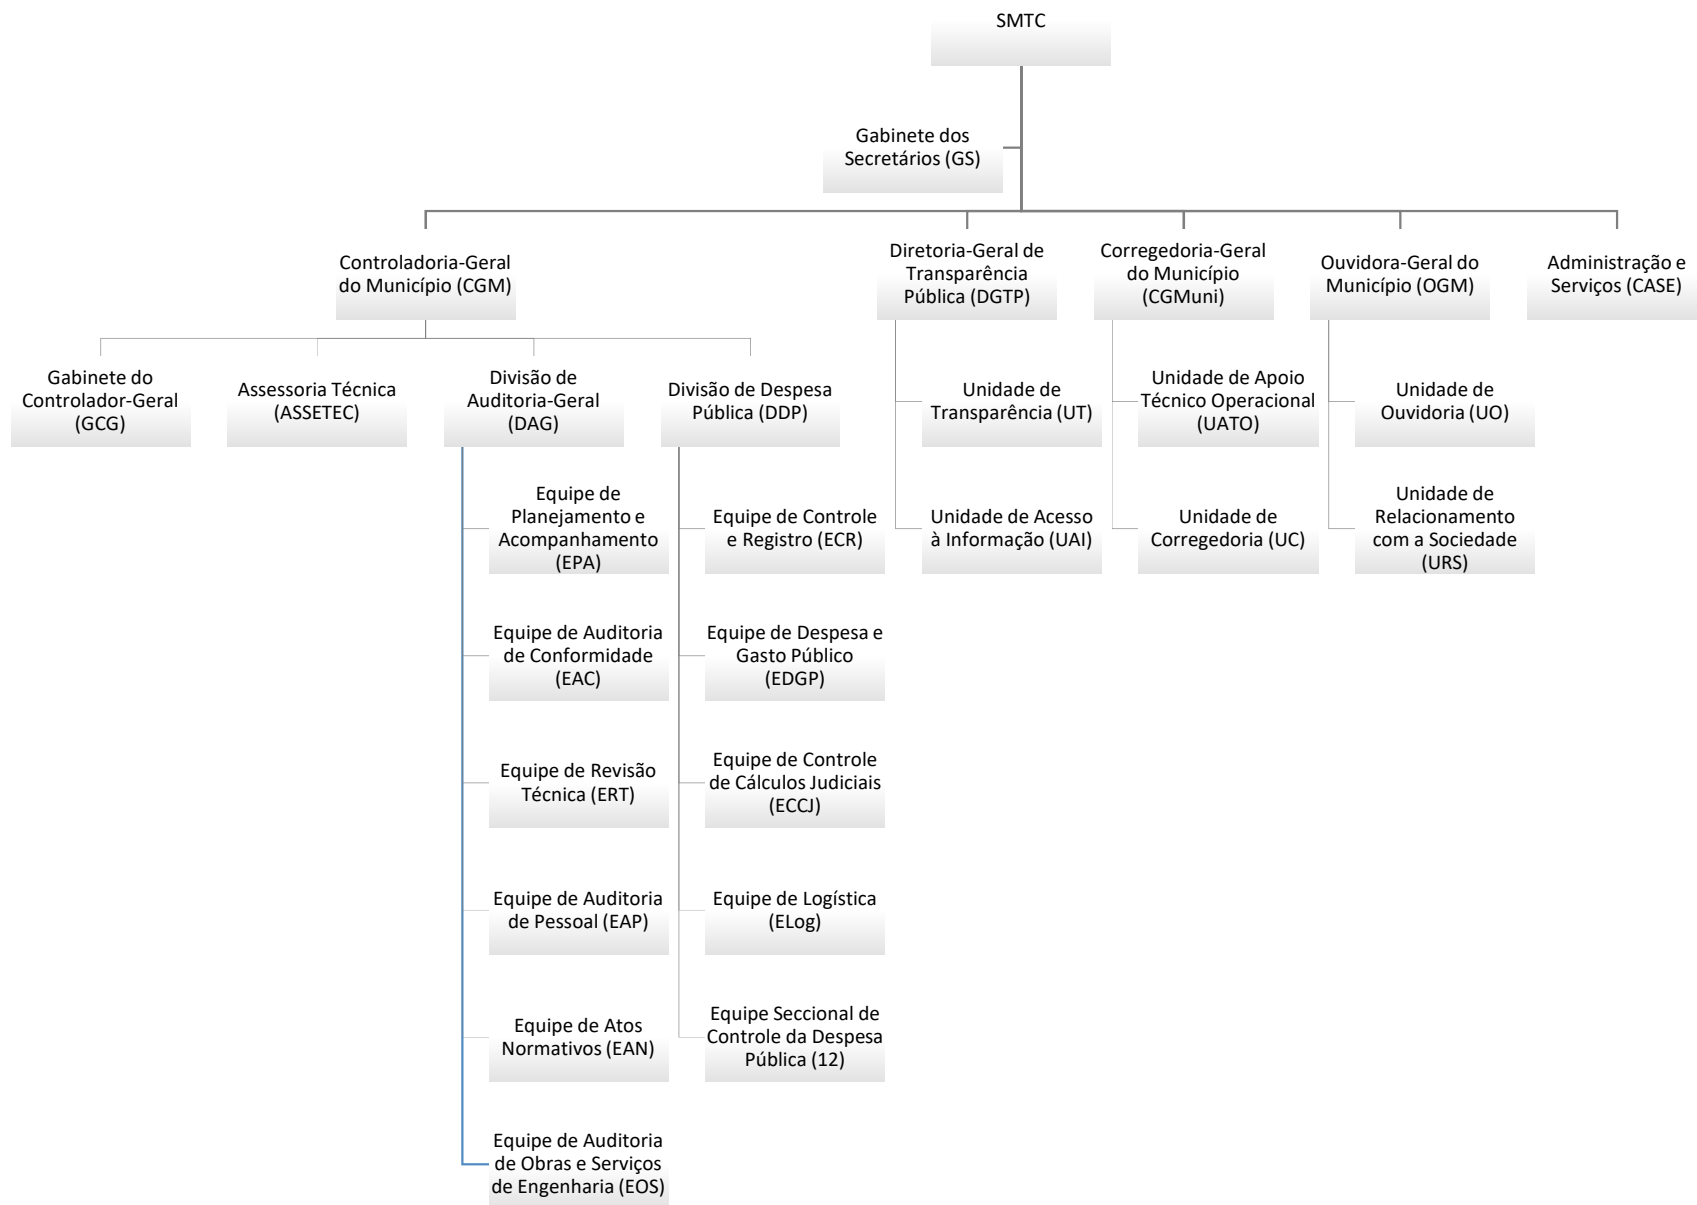 SMTC
Gabinete dos
Secretários (GS)
Controladoria-Geral
do Município (CGM)
Diretoria-Geral de
Transparência
Pública (DGTP)
Corregedoria-Geral
do Município
(CGMuni)
Ouvidora-Geral do
Município (OGM)
Administração e
Serviços (CASE)
Gabinete do
Controlador-Geral
(GCG)
Assessoria Técnica
(ASSETEC)
Divisão de
Auditoria-Geral
(DAG)
Divisão de Despesa
Pública (DDP)
Unidade de
Transparência (UT)
Unidade de Apoio
Técnico Operacional
(UATO)
Unidade de
Ouvidoria (UO)
Equipe de
Planejamento e
Acompanhamento
(EPA)
Equipe de Controle
e Registro (ECR)
Unidade de Acesso
à Informação (UAI)
Unidade de
Corregedoria (UC)
Unidade de
Relacionamento
com a Sociedade
(URS)
Equipe de Auditoria
de Conformidade
(EAC)
Equipe de Despesa e
Gasto Público
(EDGP)
Equipe de Revisão
Técnica (ERT)
Equipe de Controle
de Cálculos Judiciais
(ECCJ)
Equipe de Auditoria
de Pessoal (EAP)
Equipe de Logística
(ELog)
Equipe de Atos
Normativos (EAN)
Equipe Seccional de
Controle da Despesa
Pública (12)
Equipe de Auditoria
de Obras e Serviços
de Engenharia (EOS)